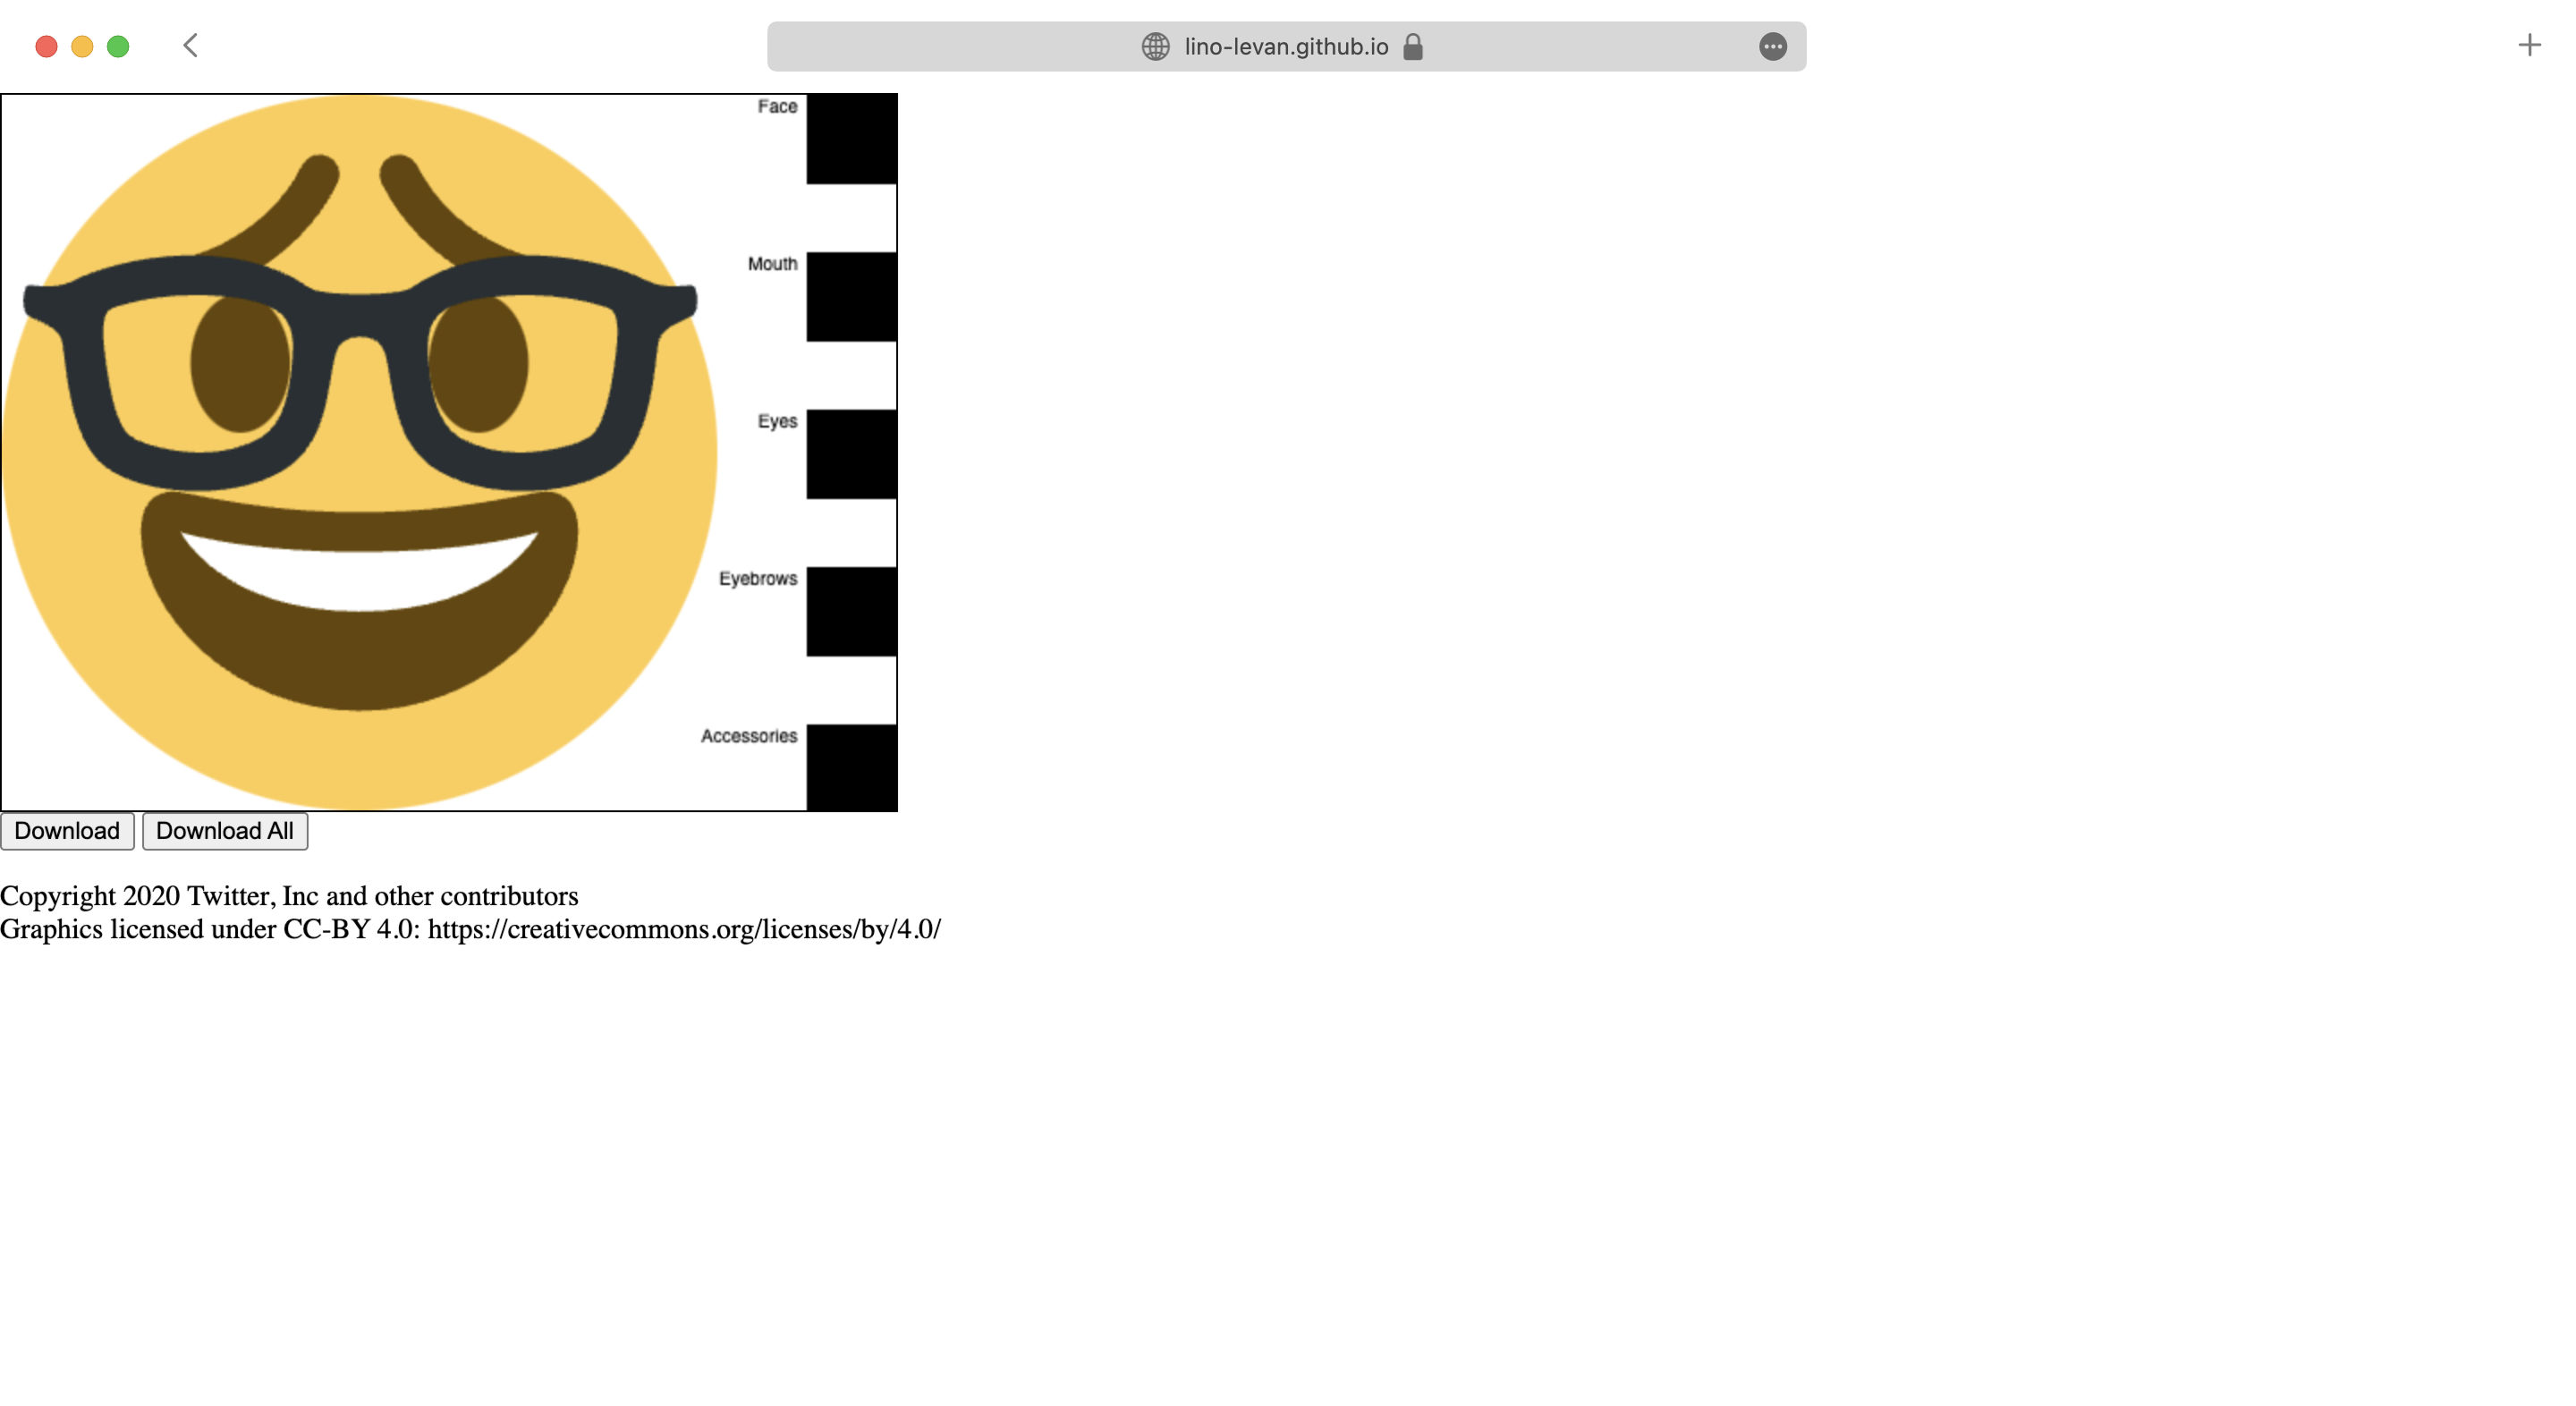 lino-levan.github.io
Face
Mouth
Eyes
Eyebrows
Accessories
Download Download All
Copyright 2020 Twitter, Inc and other contributors
Graphics licensed under CC-BY 4.0: https://creativecommons.org/licenses/by/4.0/